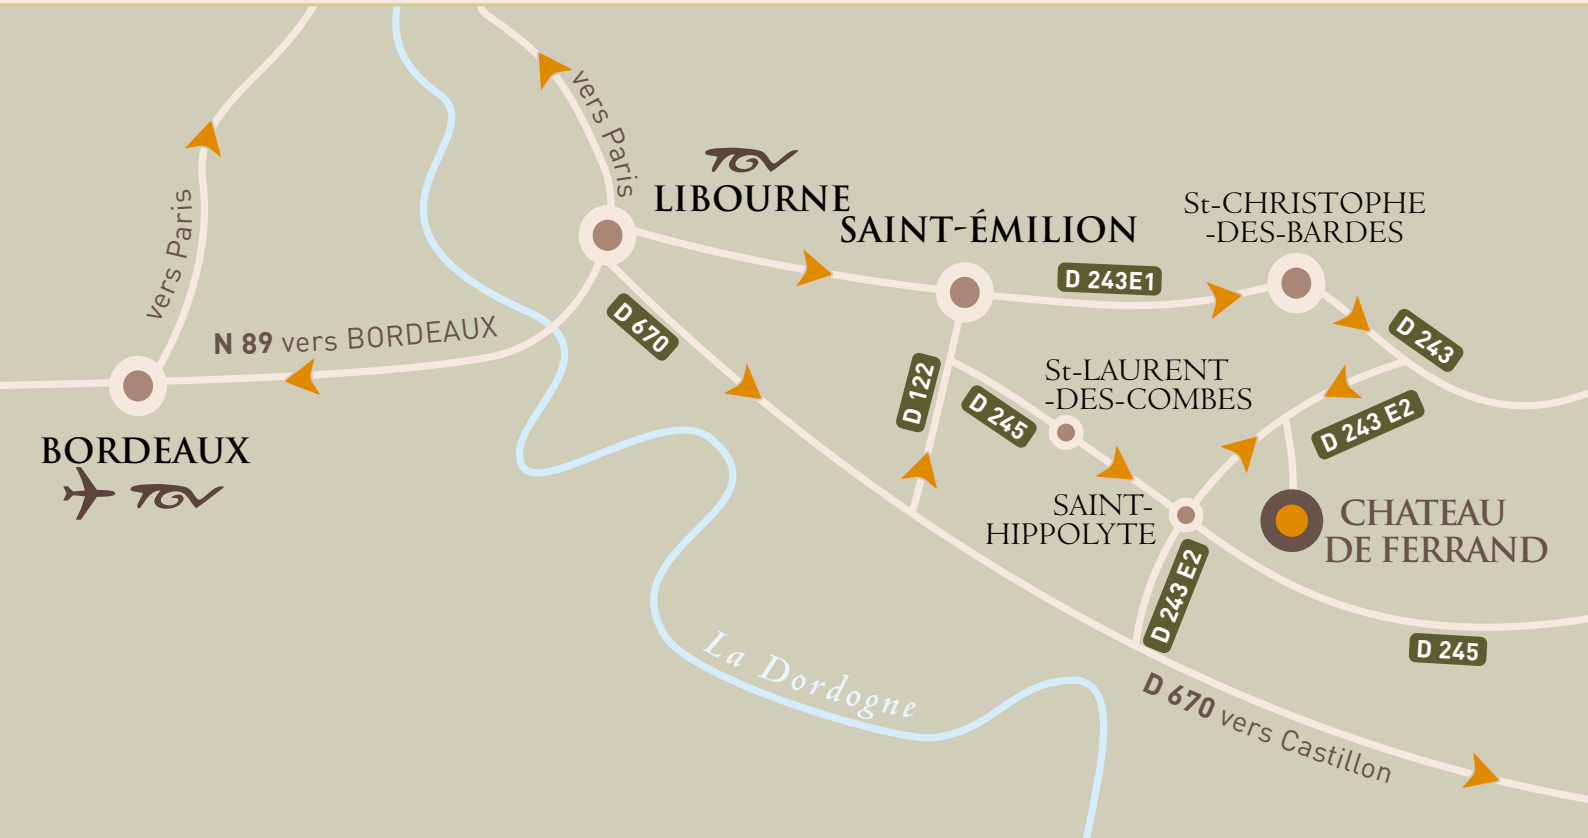 vers Paris
vers Paris
TGV
LIBOURNE
SAINT-ÉMILION
St-CHRISTOPHE
-DES-BARDES
D 243E1
D 243
N 89 vers BORDEAUX
D 670
BORDEAUX
TGV
D 122
D 245
St-LAURENT
-DES-COMBES
D 243 E2
SAINT-
HIPPOLYTE
CHATEAU
DE FERRAND
D 243 E2
D 245
La Dordogne
D 670 vers Castillon